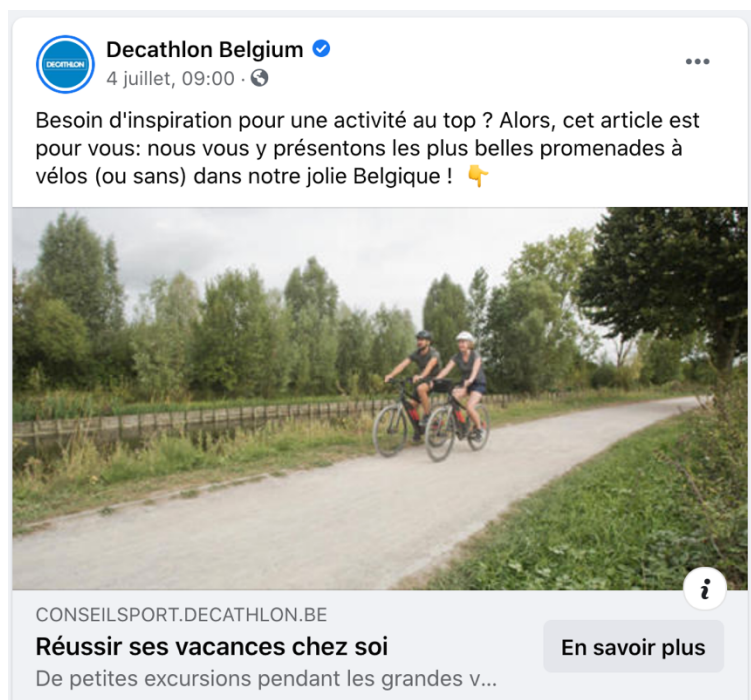 Decathlon Belgium
DECATHLON
4 juillet, 09:00 ·
Besoin d'inspiration pour une activité au top ? Alors, cet article est
pour vous: nous vous y présentons les plus belles promenades à
vélos (ou sans) dans notre jolie Belgique ! 👇
i
CONSEILSPORT.DECATHLON.BE
Réussir ses vacances chez soi
En savoir plus
De petites excursions pendant les grandes v...